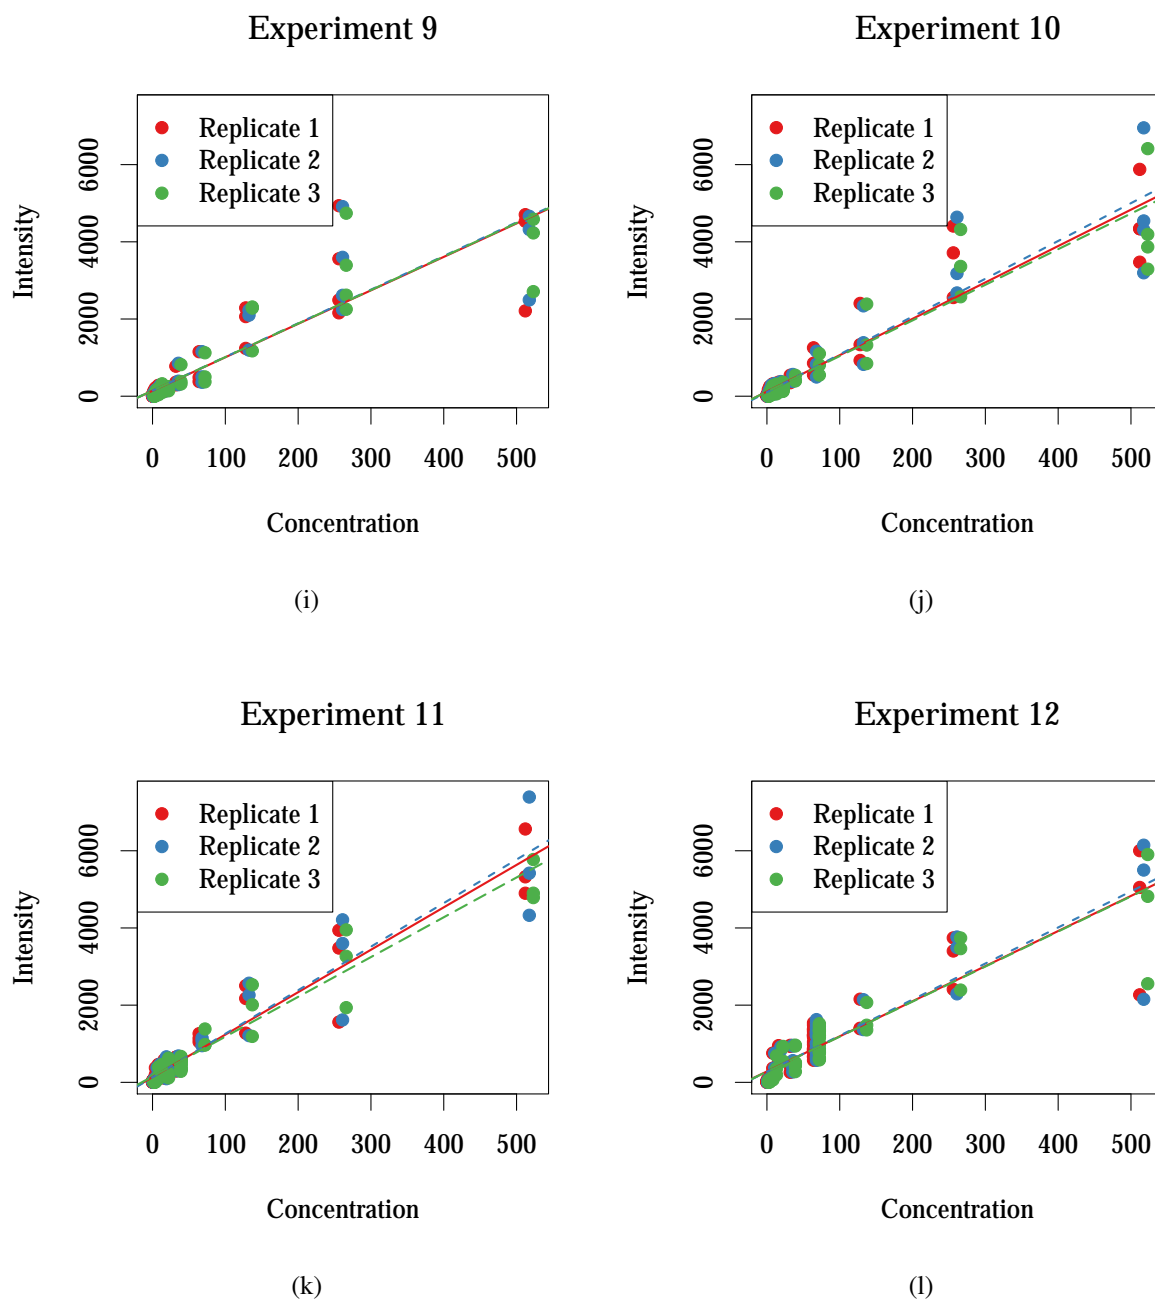 Experiment 9
Replicate 1
Replicate 2
Replicate 3
Intensity
0 2000 4000 6000
0 100 200 300 400 500
Concentration
(i)
Experiment 10
Replicate 1
Replicate 2
Replicate 3
Intensity
0 2000 4000 6000
0 100 200 300 400 500
Concentration
(j)
Experiment 11
Replicate 1
Replicate 2
Replicate 3
Intensity
0 2000 4000 6000
0 100 200 300 400 500
Concentration
(k)
Experiment 12
Replicate 1
Replicate 2
Replicate 3
Intensity
0 2000 4000 6000
0 100 200 300 400 500
Concentration
(l)